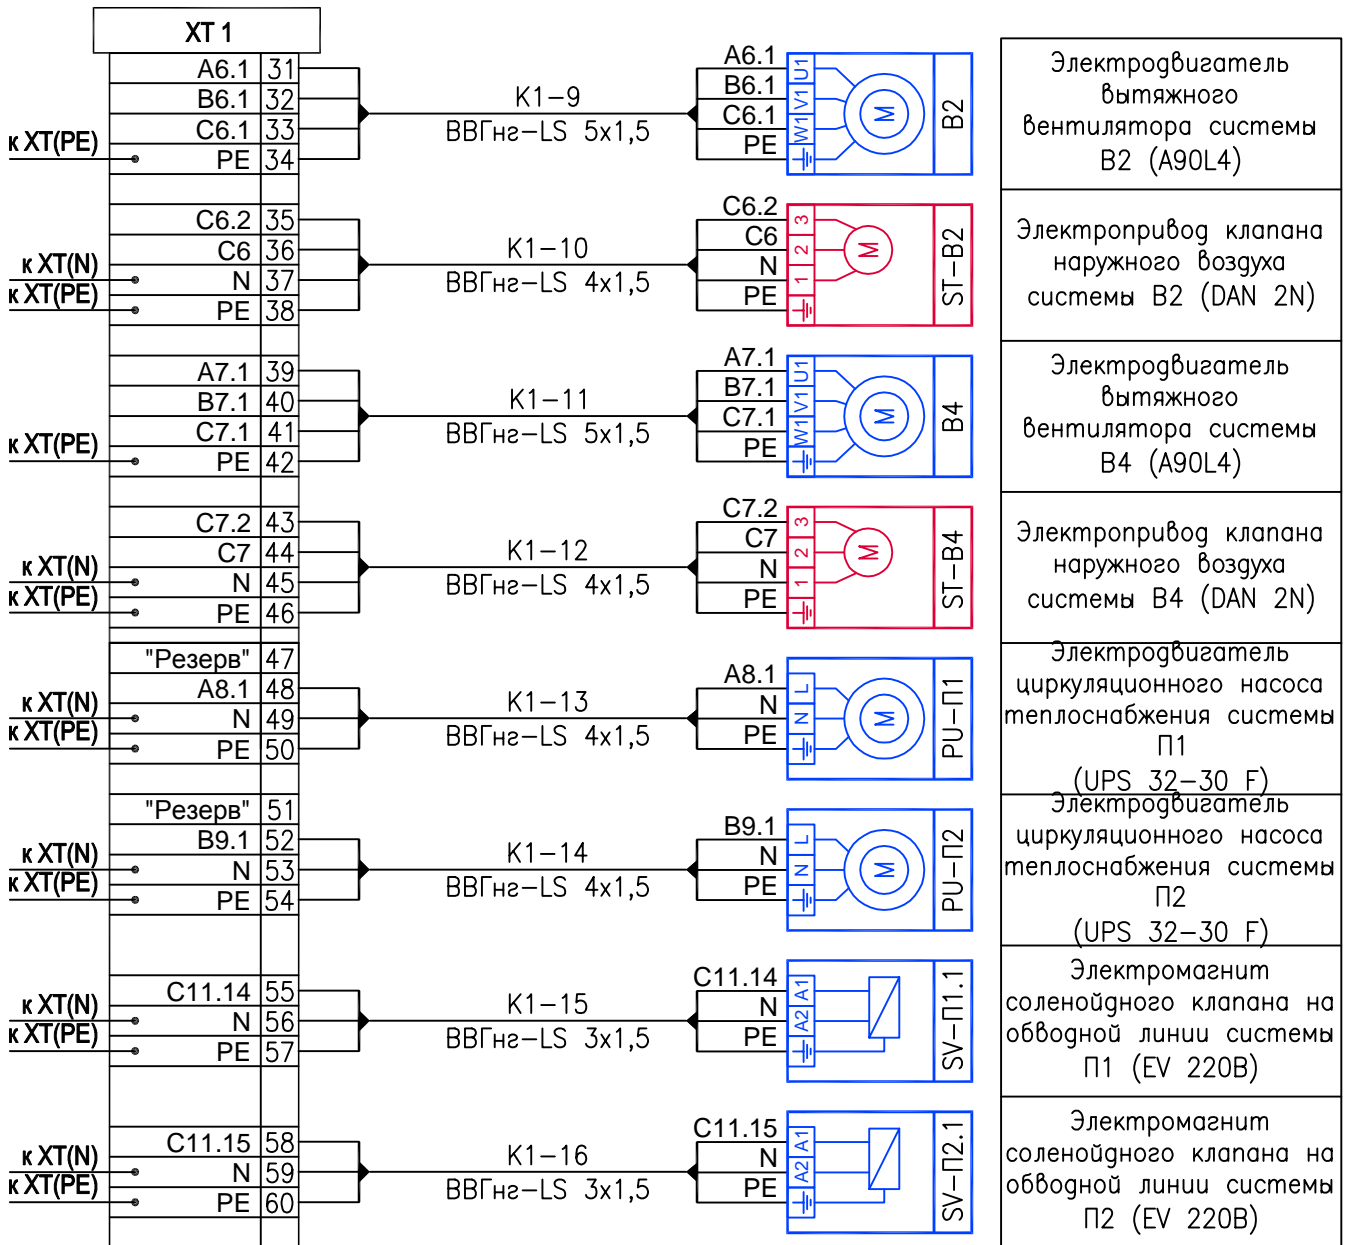 XT 1
A6.1 31
B6.1 32
C6.1 33
к XT(PE) PE 34
K1-9
ВВГнг-LS 5x1,5
A6.1 U1
B6.1 V1
C6.1 W1
PE
M
B2
Электродвигатель
вытяжного
вентилятора системы
B2 (A90L4)
C6.2 35
C6 36
к XT(N) N 37
к XT(PE) PE 38
K1-10
ВВГнг-LS 4x1,5
C6.2 3
C6 2
N 1
PE
M
ST-B2
Электропривод клапана
наружного воздуха
системы B2 (DAN 2N)
A7.1 39
B7.1 40
C7.1 41
к XT(PE) PE 42
K1-11
ВВГнг-LS 5x1,5
A7.1 U1
B7.1 V1
C7.1 W1
PE
M
B4
Электродвигатель
вытяжного
вентилятора системы
B4 (A90L4)
C7.2 43
C7 44
к XT(N) N 45
к XT(PE) PE 46
K1-12
ВВГнг-LS 4x1,5
C7.2 3
C7 2
N 1
PE
M
ST-B4
Электропривод клапана
наружного воздуха
системы B4 (DAN 2N)
"Резерв" 47
A8.1 48
к XT(N) N 49
к XT(PE) PE 50
K1-13
ВВГнг-LS 4x1,5
A8.1 L
N N
PE
M
PU-П1
Электродвигатель
циркуляционного насоса
теплоснабжения системы
П1
(UPS 32-30 F)
"Резерв" 51
B9.1 52
к XT(N) N 53
к XT(PE) PE 54
K1-14
ВВГнг-LS 4x1,5
B9.1 L
N N
PE
M
PU-П2
Электродвигатель
циркуляционного насоса
теплоснабжения системы
П2
(UPS 32-30 F)
C11.14 55
к XT(N) N 56
к XT(PE) PE 57
K1-15
ВВГнг-LS 3x1,5
C11.14 A1
N A2
PE
SV-П1.1
Электромагнит
соленойдного клапана на
обводной линии системы
П1 (EV 220В)
C11.15 58
к XT(N) N 59
к XT(PE) PE 60
K1-16
ВВГнг-LS 3x1,5
C11.15 A1
N A2
PE
SV-П2.1
Электромагнит
соленойдного клапана на
обводной линии системы
П2 (EV 220В)